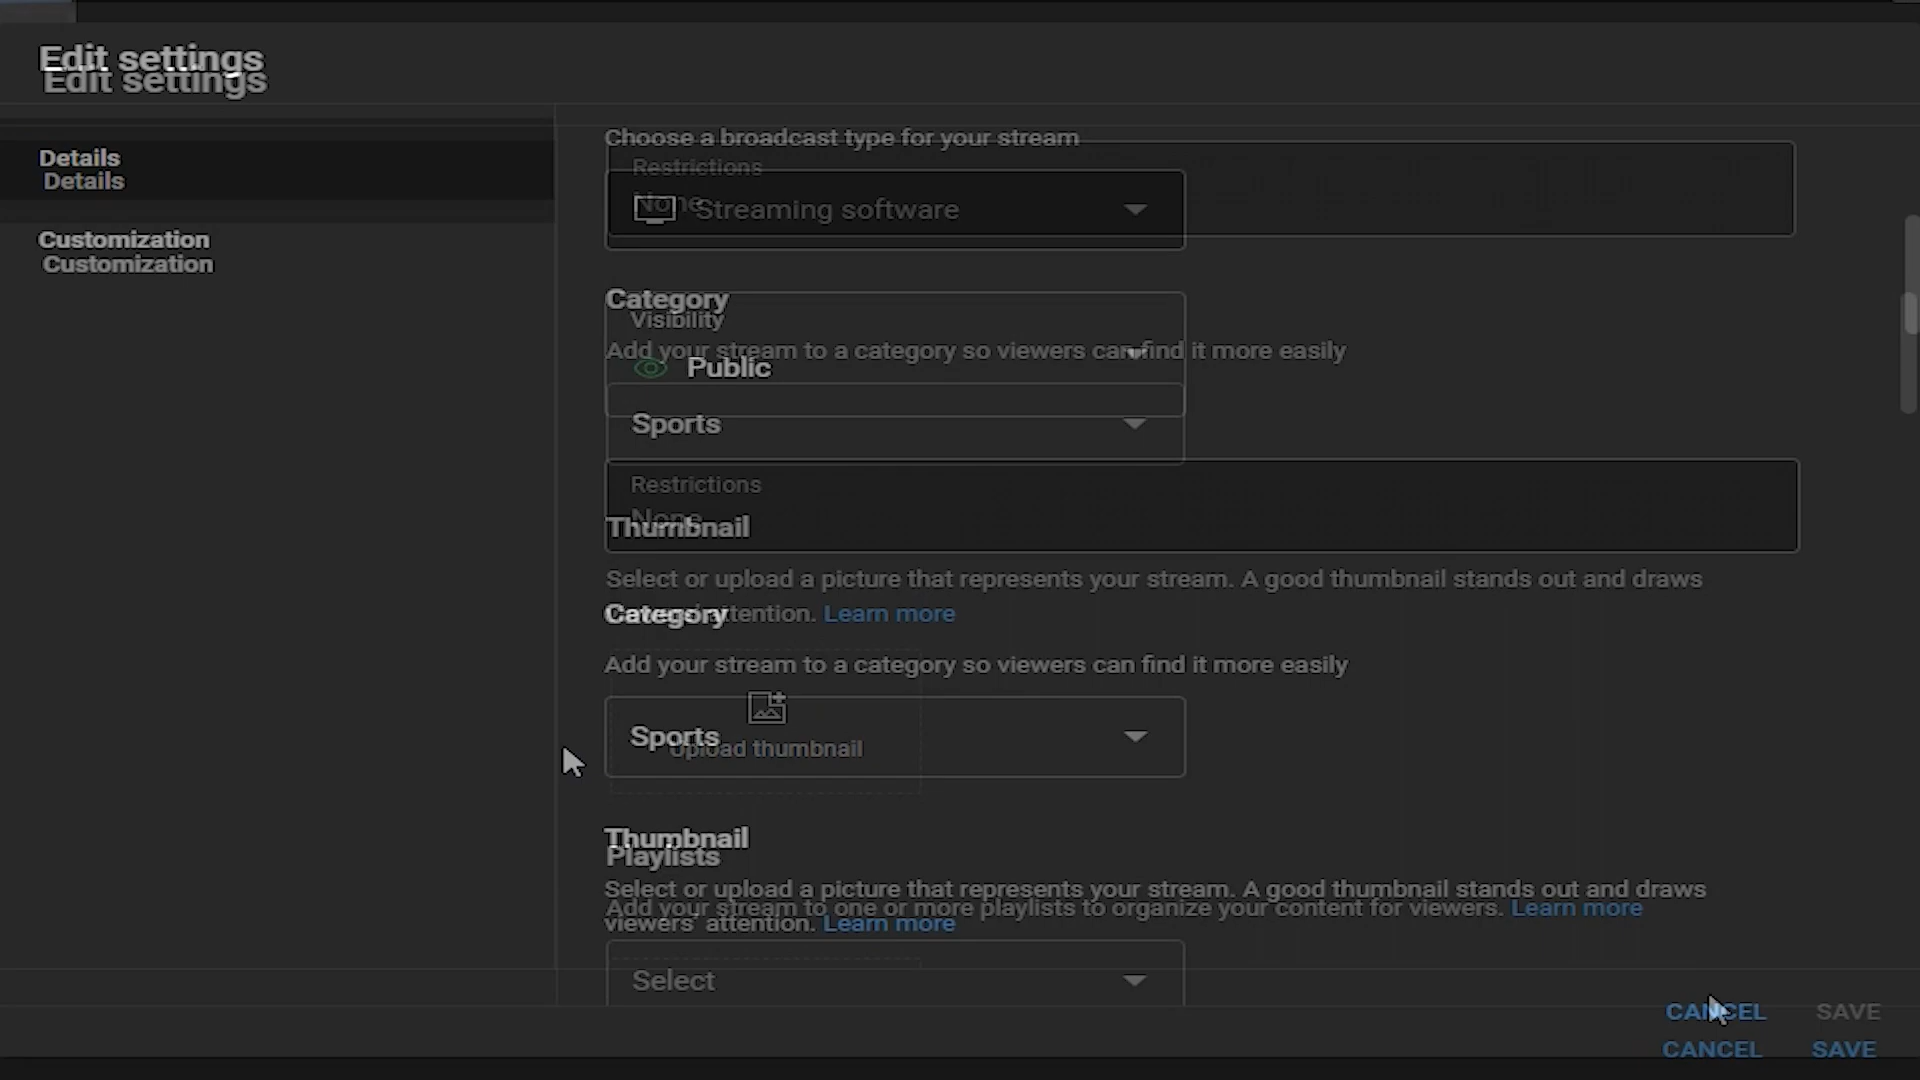 Edit settings
Edit settings
Details
Details
Customization
Customization
Choose a broadcast type for your stream
Restrictions
None
Streaming software
Category
Visibility
Add your stream to a category so viewers can find it more easily
Public
Sports
Restrictions
None
Thumbnail
Select or upload a picture that represents your stream. A good thumbnail stands out and draws
attention. Learn more
Category
Add your stream to a category so viewers can find it more easily
Sports
Upload thumbnail
Thumbnail
Playlists
Select or upload a picture that represents your stream. A good thumbnail stands out and draws
Add your stream to one or more playlists to organize your content for viewers. Learn more
viewers' attention. Learn more
Select
CANCEL SAVE
CANCEL SAVE